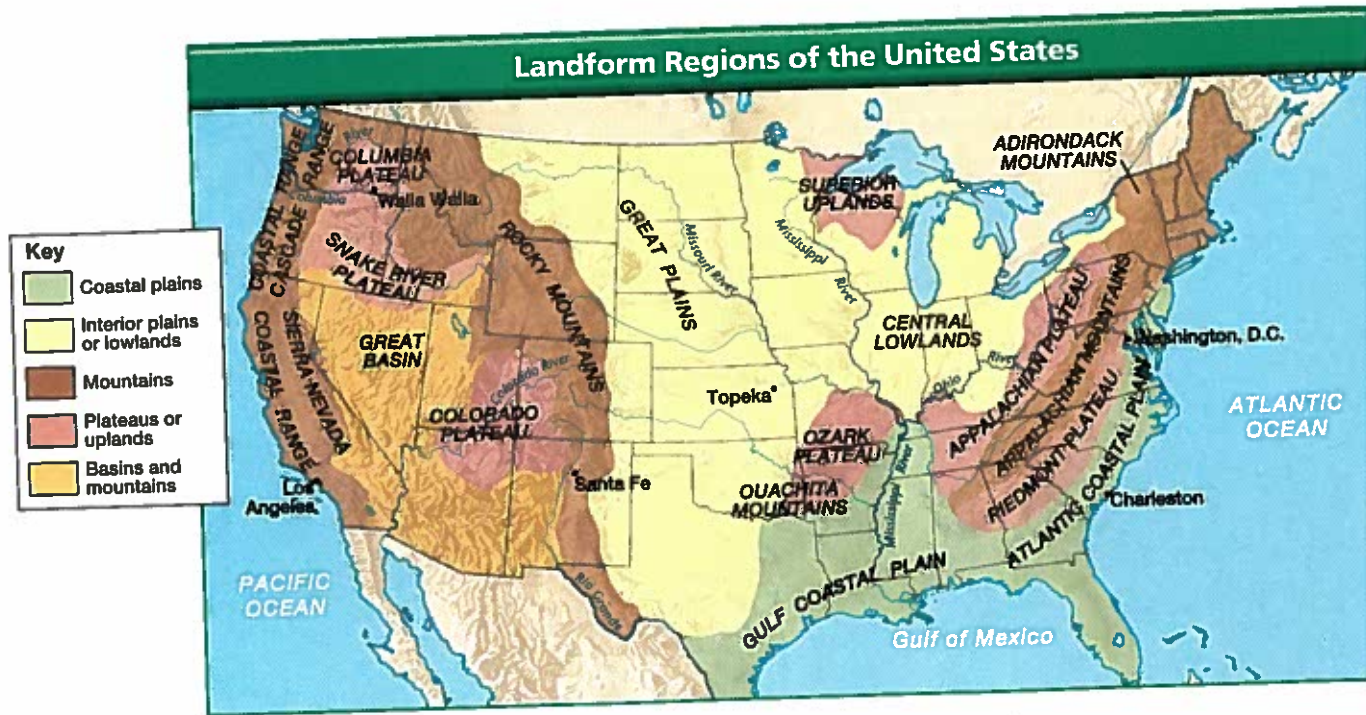 Landform Regions of the United States
Key
Coastal plains
Interior plains
or lowlands
Mountains
Plateaus or
uplands
Basins and
mountains
COASTAL RANGE
CASCADE RANGE
River
COLUMBIA
PLATEAU
Columbia
Walla Walla
SNAKE RIVER
PLATEAU
ROCKY MOUNTAINS
GREAT PLAINS
Missouri River
SUPERIOR
UPLANDS
Mississippi
River
ADIRONDACK
MOUNTAINS
COASTAL RANGE
SIERRA NEVADA
GREAT
BASIN
Colorado River
COLORADO
PLATEAU
CENTRAL
LOWLANDS
Ohio
River
Topeka
OZARK
PLATEAU
OUACHITA
MOUNTAINS
Mississippi
River
APPALACHIAN PLATEAU
APPALACHIAN MOUNTAINS
PIEDMONT PLATEAU
ATLANTIC COASTAL PLAIN
Washington, D.C.
ATLANTIC
OCEAN
Charleston
Los
Angeles
Santa Fe
PACIFIC
OCEAN
Rio Grande
GULF COASTAL PLAIN
Gulf of Mexico